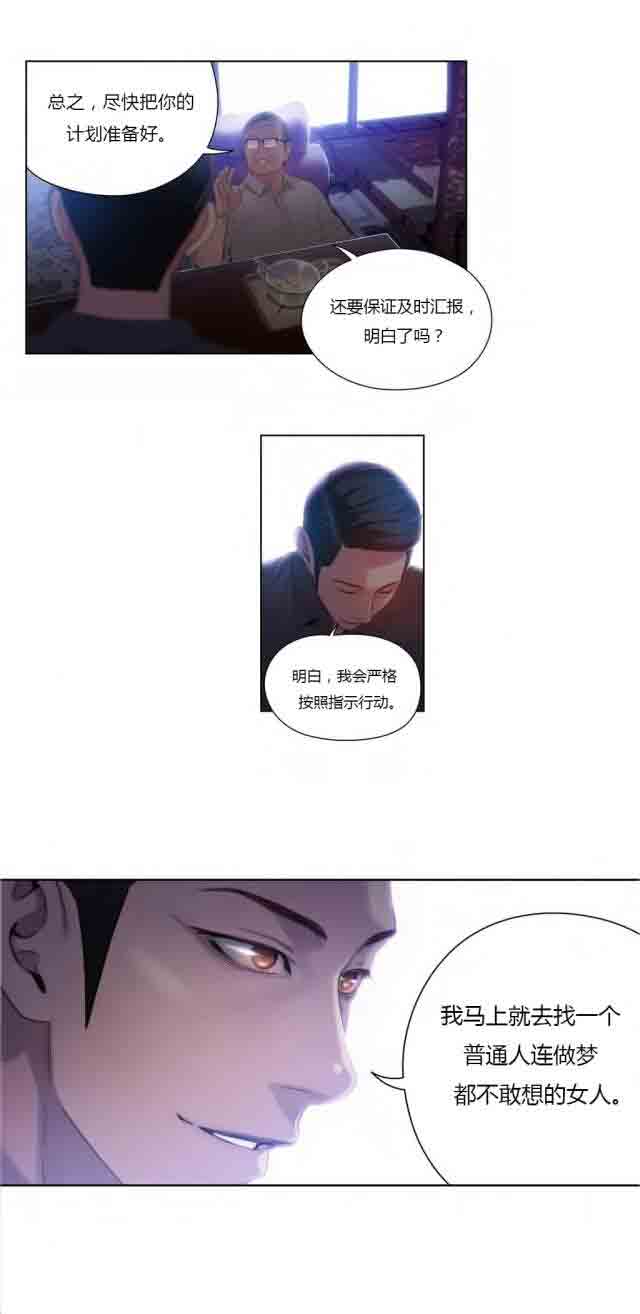 总之，尽快把你的
计划准备好。
还要保证及时汇报，
明白了吗？
明白，我会严格
按照指示行动。
我马上就去找一个
普通人连做梦
都不敢想的女人。